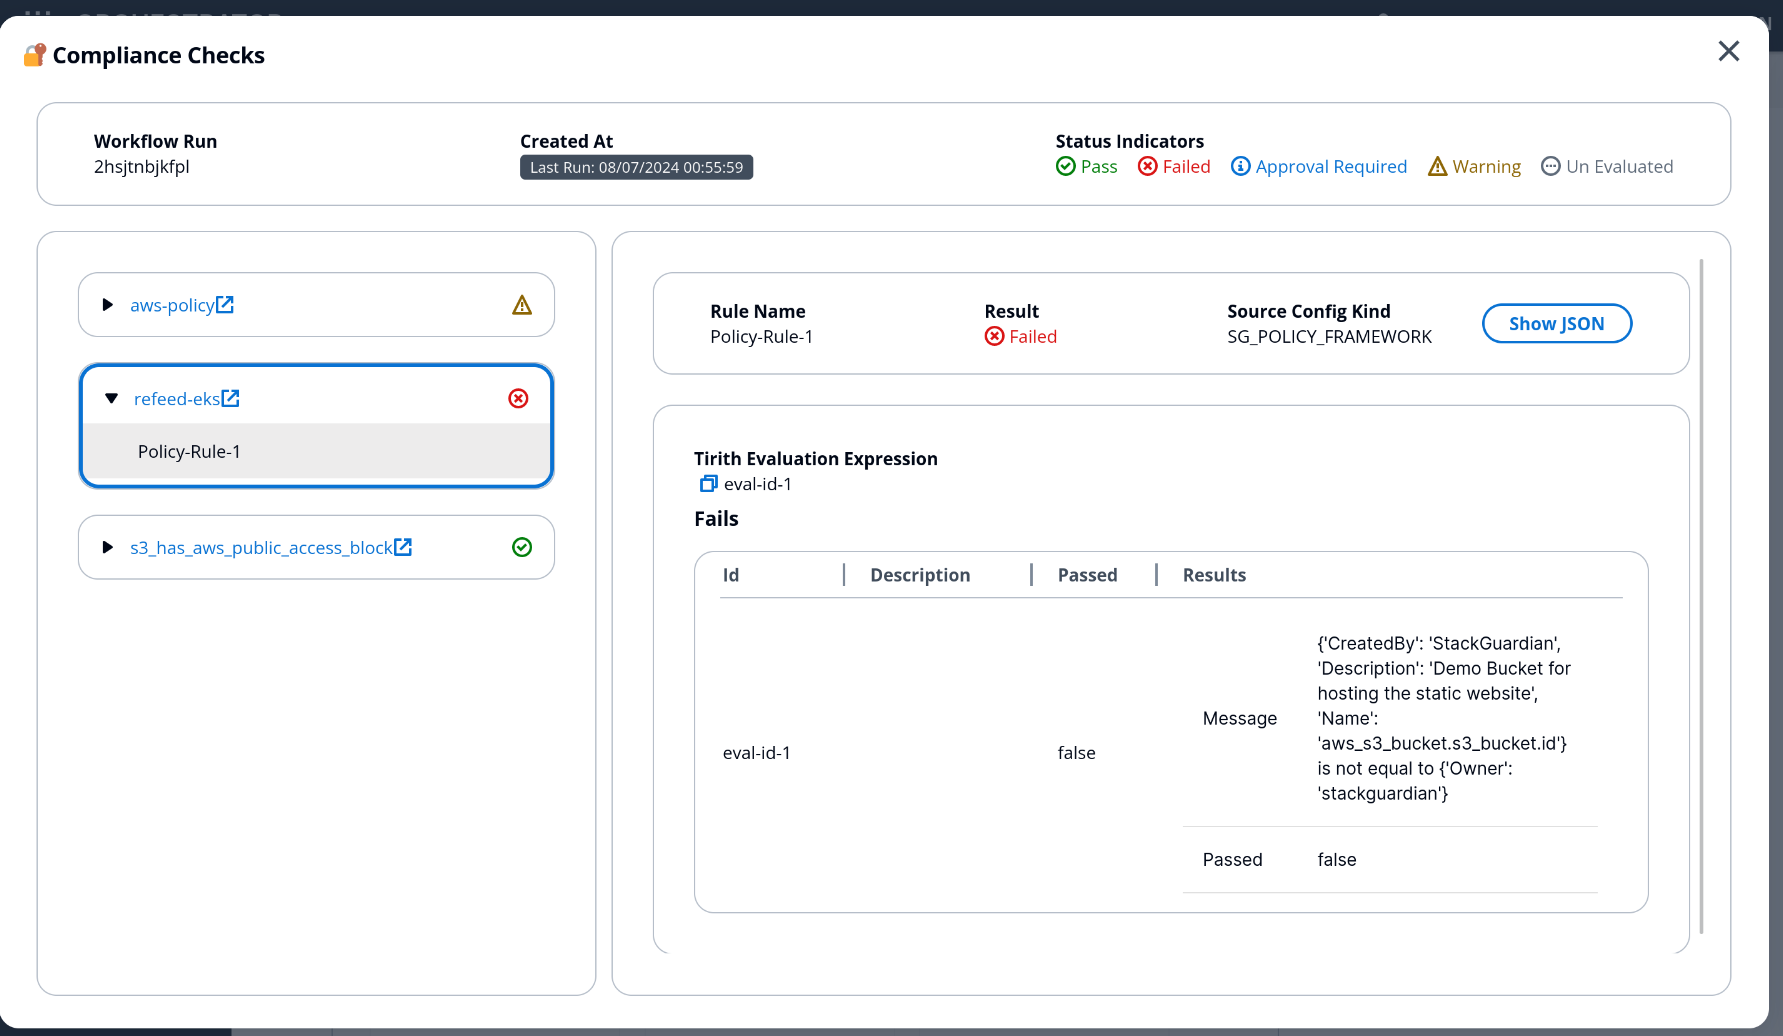 ORCHESTRATOR
Compliance Checks
Workflow Run
2hsjtnbjkfpl
Created At
Last Run: 08/07/2024 00:55:59
Status Indicators
Pass Failed Approval Required Warning Un Evaluated
aws-policy
refeed-eks
Policy-Rule-1
s3_has_aws_public_access_block
Rule Name
Policy-Rule-1
Result
Failed
Source Config Kind
SG_POLICY_FRAMEWORK
Show JSON
Tirith Evaluation Expression
eval-id-1
Fails
Id Description Passed Results
eval-id-1
false
Message
{'CreatedBy': 'StackGuardian',
'Description': 'Demo Bucket for
hosting the static website',
'Name':
'aws_s3_bucket.s3_bucket.id'}
is not equal to {'Owner':
'stackguardian'}
Passed false